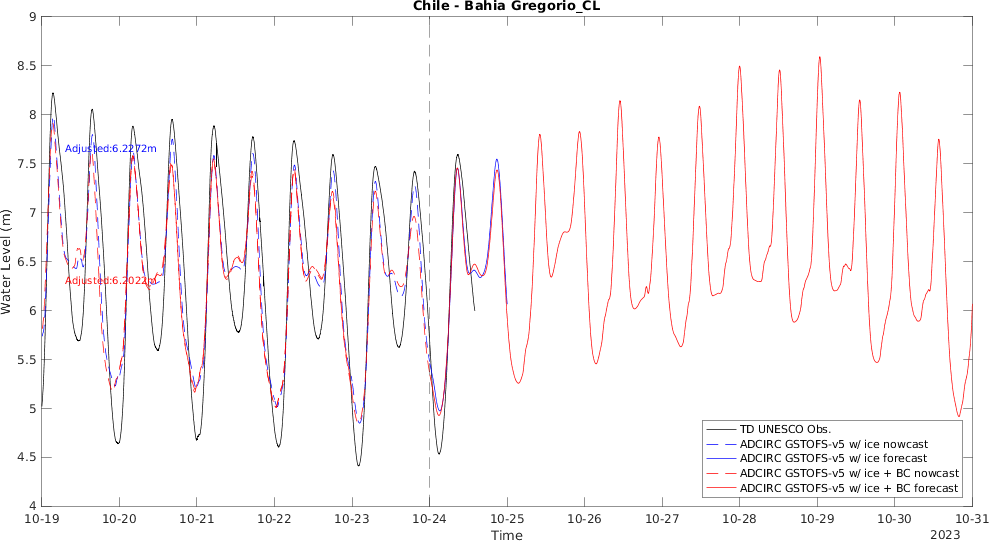 Chile - Bahia Gregorio_CL
9
8.5
8
7.5
7
6.5
6
5.5
5
4.5
4
Water Level (m)
Adjusted:6.2272m
Adjusted:6.2022m
TD UNESCO Obs.
ADCIRC GSTOFS-v5 w/ ice nowcast
ADCIRC GSTOFS-v5 w/ ice forecast
ADCIRC GSTOFS-v5 w/ ice + BC nowcast
ADCIRC GSTOFS-v5 w/ ice + BC forecast
10-19 10-20 10-21 10-22 10-23 10-24 10-25 10-26 10-27 10-28 10-29 10-30 10-31
Time
2023